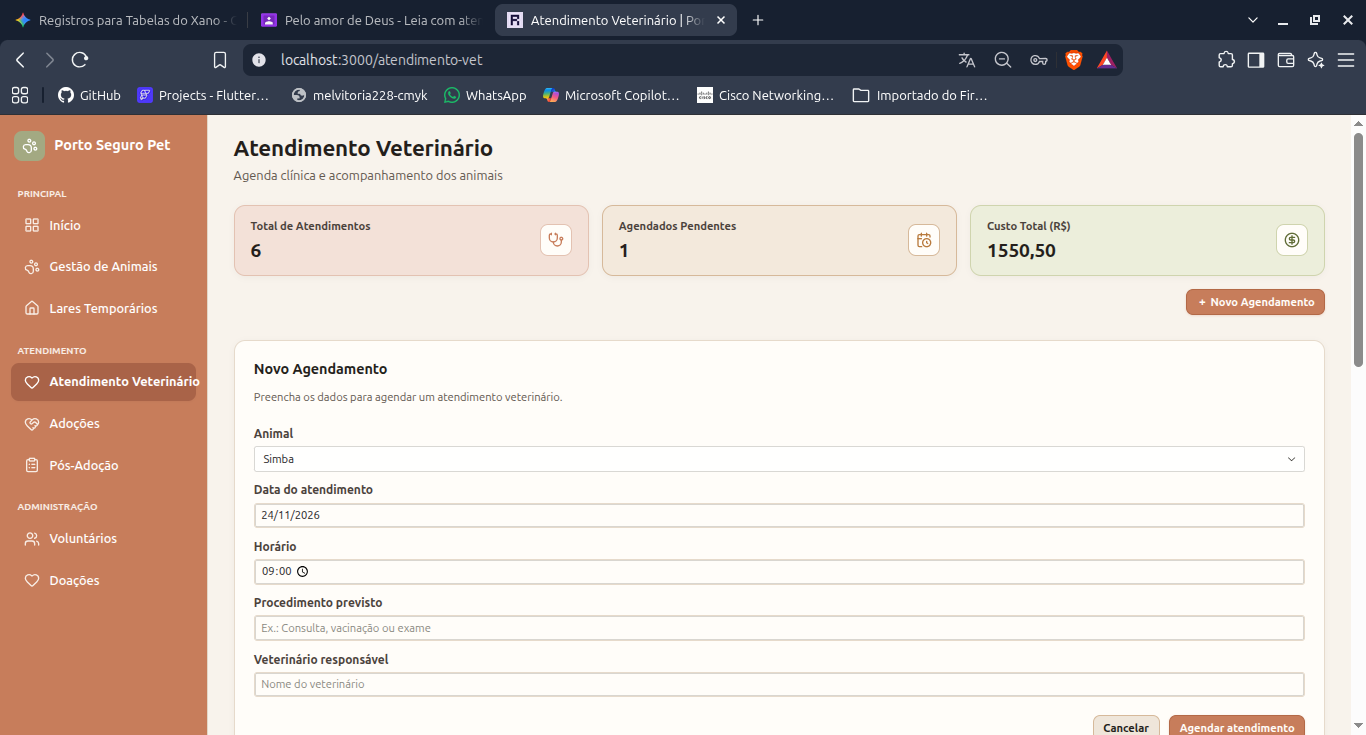 Registros para Tabelas do Xano - G
Pelo amor de Deus - Leia com aten
Atendimento Veterinário | Po
localhost:3000/atendimento-vet
GitHub
Projects - Flutter...
melvitoria228-cmyk
WhatsApp
Microsoft Copilot...
Cisco Networking...
Importado do Fir...
Porto Seguro Pet
PRINCIPAL
Início
Gestão de Animais
Lares Temporários
ATENDIMENTO
Atendimento Veterinário
Adoções
Pós-Adoção
ADMINISTRAÇÃO
Voluntários
Doações
Atendimento Veterinário
Agenda clínica e acompanhamento dos animais
Total de Atendimentos
6
Agendados Pendentes
1
Custo Total (R$)
1550,50
+ Novo Agendamento
Novo Agendamento
Preencha os dados para agendar um atendimento veterinário.
Animal
Simba
Data do atendimento
24/11/2026
Horário
09:00
Procedimento previsto
Ex.: Consulta, vacinação ou exame
Veterinário responsável
Nome do veterinário
Cancelar
Agendar atendimento